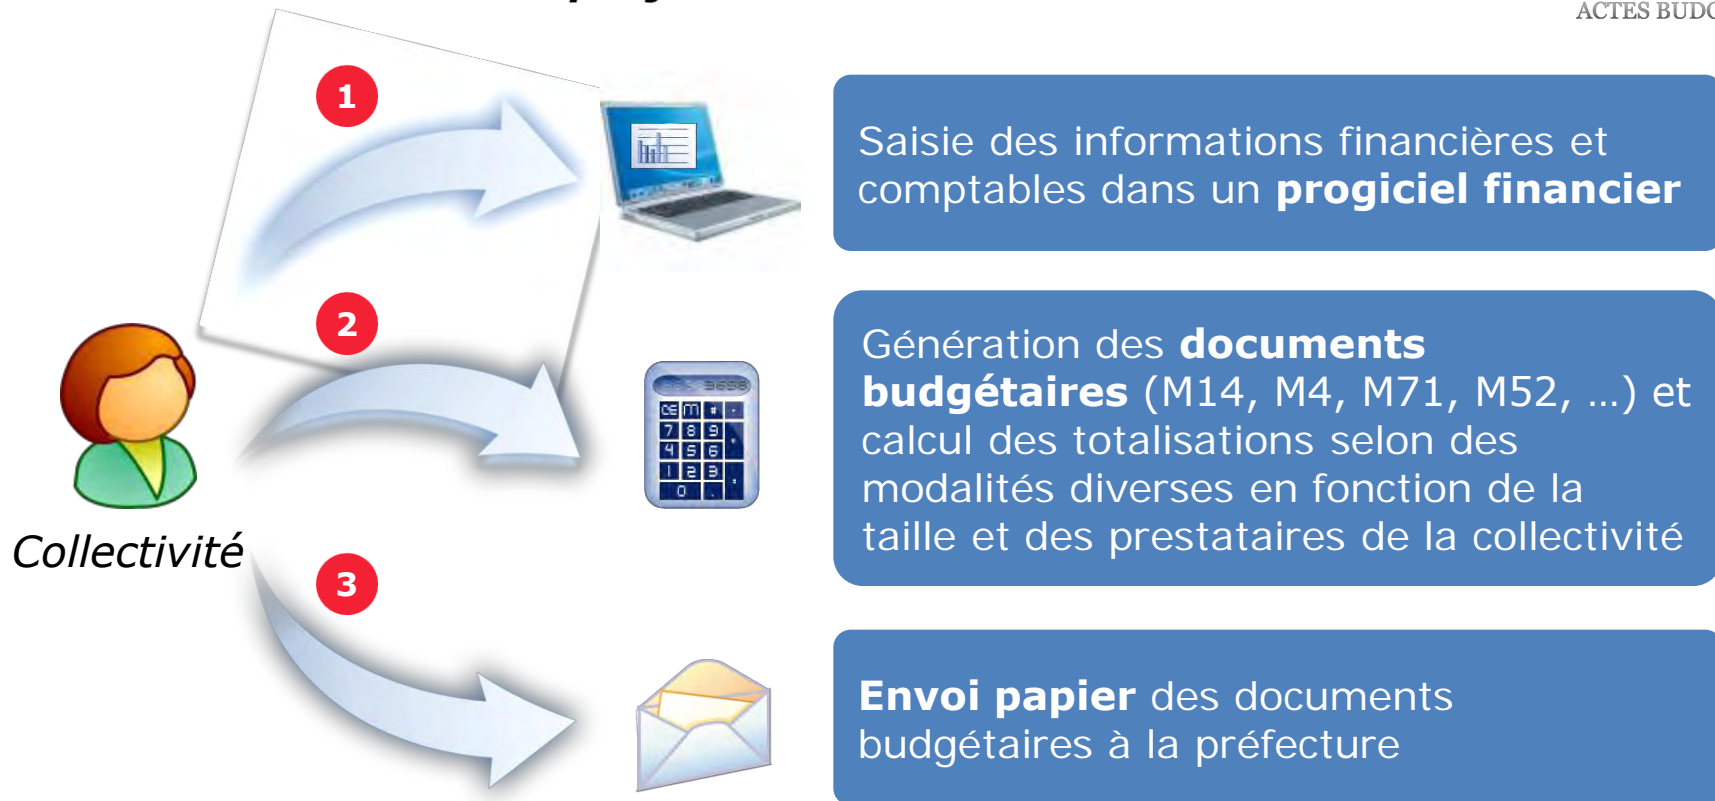 ACTES BUDG
1
Saisie des informations financières et
comptables dans un progiciel financier
2
Génération des documents
budgétaires (M14, M4, M71, M52, …) et
calcul des totalisations selon des
modalités diverses en fonction de la
taille et des prestataires de la collectivité
Collectivité
3
Envoi papier des documents
budgétaires à la préfecture